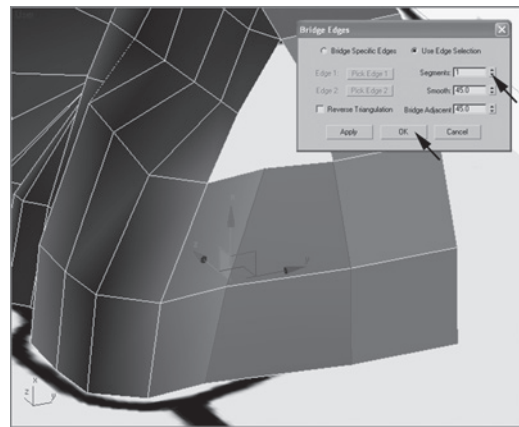 Bridge Edges
Bridge Specific Edges Use Edge Selection
Edge 1 Pick Edge 1 Segments: 1
Edge 2 Pick Edge 2 Smooth: 45.0
Reverse Triangulation Bridge Adjacent: 45.0
Apply OK Cancel
x
z y